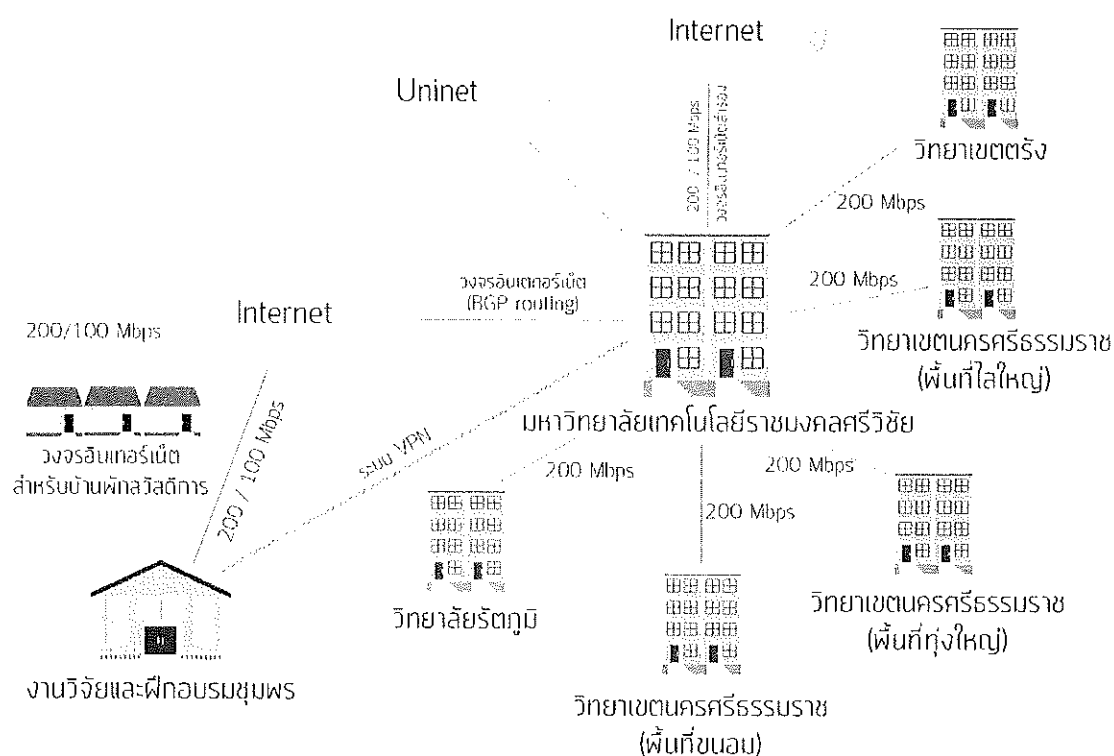 Internet
Uninet
200 / 100 Mbps
วงจรอินเทอร์เน็ตสำรอง
วิทยาเขตตรัง
200 Mbps
วงจรอินเตอร์เน็ต
(BGP routing)
200 Mbps
Internet
200/100 Mbps
วิทยาเขตนครศรีธรรมราช
(พื้นที่ไสใหญ่)
มหาวิทยาลัยเทคโนโลยีราชมงคลศรีวิชัย
วงจรอินเทอร์เน็ต
สำหรับบ้านพักสวัสดิการ
200 / 100 Mbps
ระบบ VPN
200 Mbps
200 Mbps
200 Mbps
วิทยาลัยรัตภูมิ
วิทยาเขตนครศรีธรรมราช
(พื้นที่ทุ่งใหญ่)
งานวิจัยและฝึกอบรมชุมพร
วิทยาเขตนครศรีธรรมราช
(พื้นที่ขนอม)